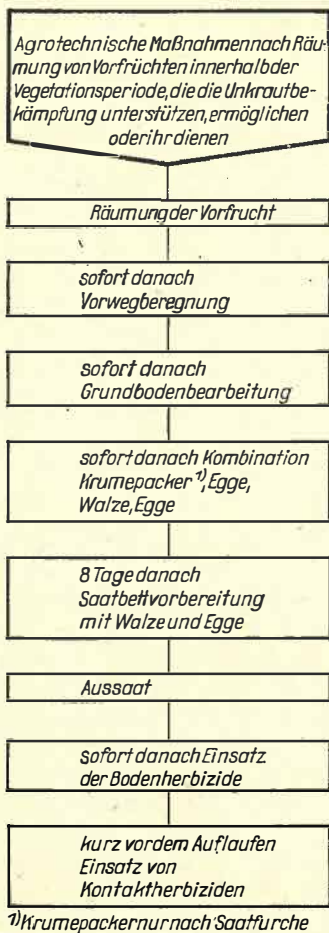 Agrotechnische Maßnahmen nach Räu-
mung von Vorfrüchten innerhalb der
Vegetationsperiode, die die Unkrautbe-
kämpfung unterstützen, ermöglichen
oder ihr dienen
Räumung der Vorfrucht
sofort danach
Vorwegberegnung
sofort danach
Grundbodenbearbeitung
sofort danach Kombination
Krumepacker 1), Egge,
Walze, Egge
8 Tage danach
Saatbettvorbereitung
mit Walze und Egge
Aussaat
sofort danach Einsatz
der Bodenherbizide
kurz vor dem Auflaufen
Einsatz von
Kontaktherbiziden
1) Krumepacker nur nach Saatfurche